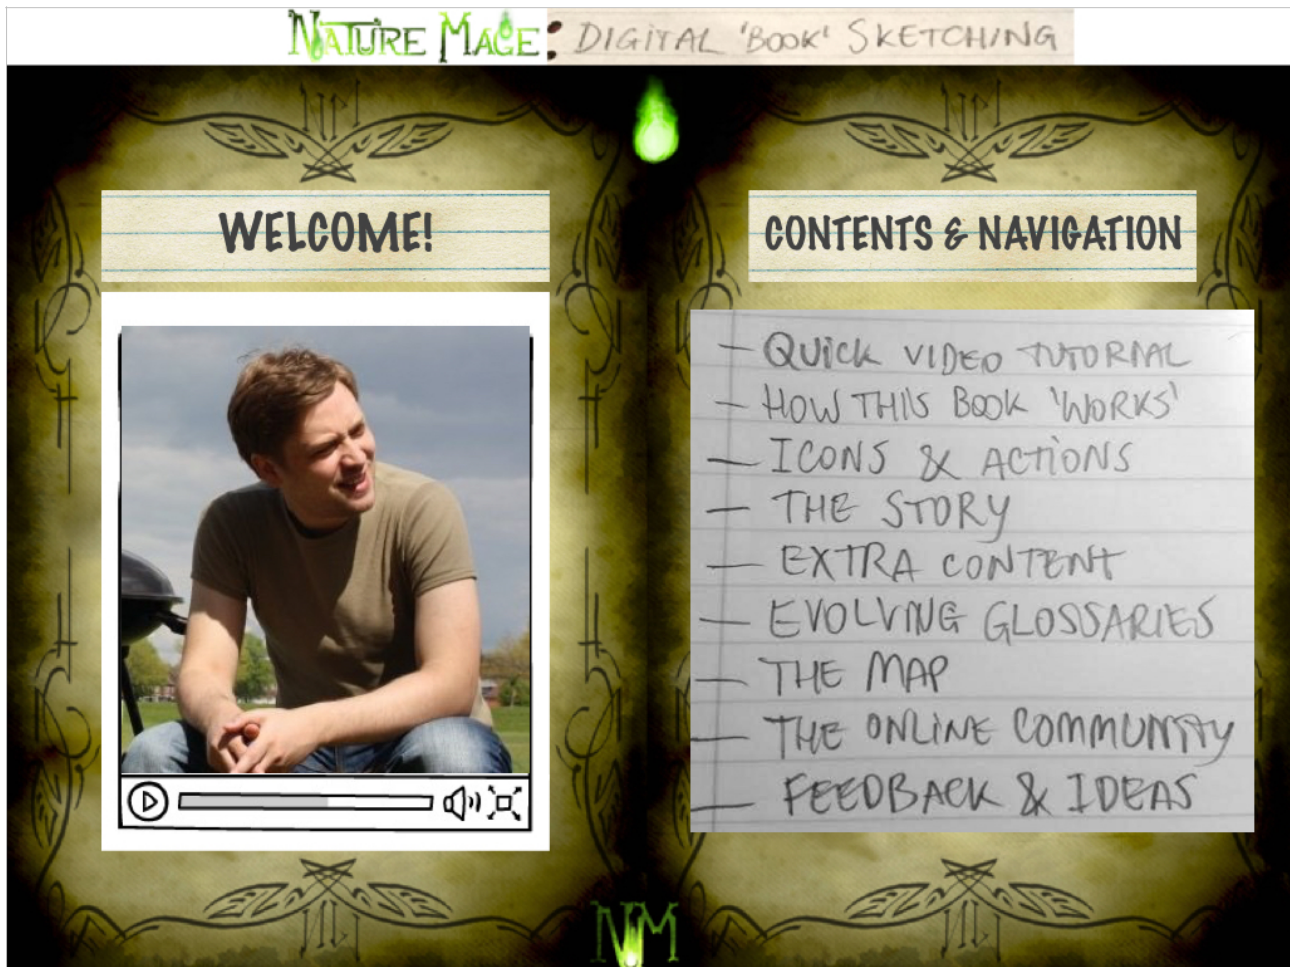 NATURE MAGE: DIGITAL 'BOOK' SKETCHING
WELCOME!
CONTENTS & NAVIGATION
- QUICK VIDEO TUTORIAL
- HOW THIS BOOK 'WORKS'
- ICONS & ACTIONS
- THE STORY
- EXTRA CONTENT
- EVOLVING GLOSSARIES
- THE MAP
- THE ONLINE COMMUNITY
- FEEDBACK & IDEAS
NM